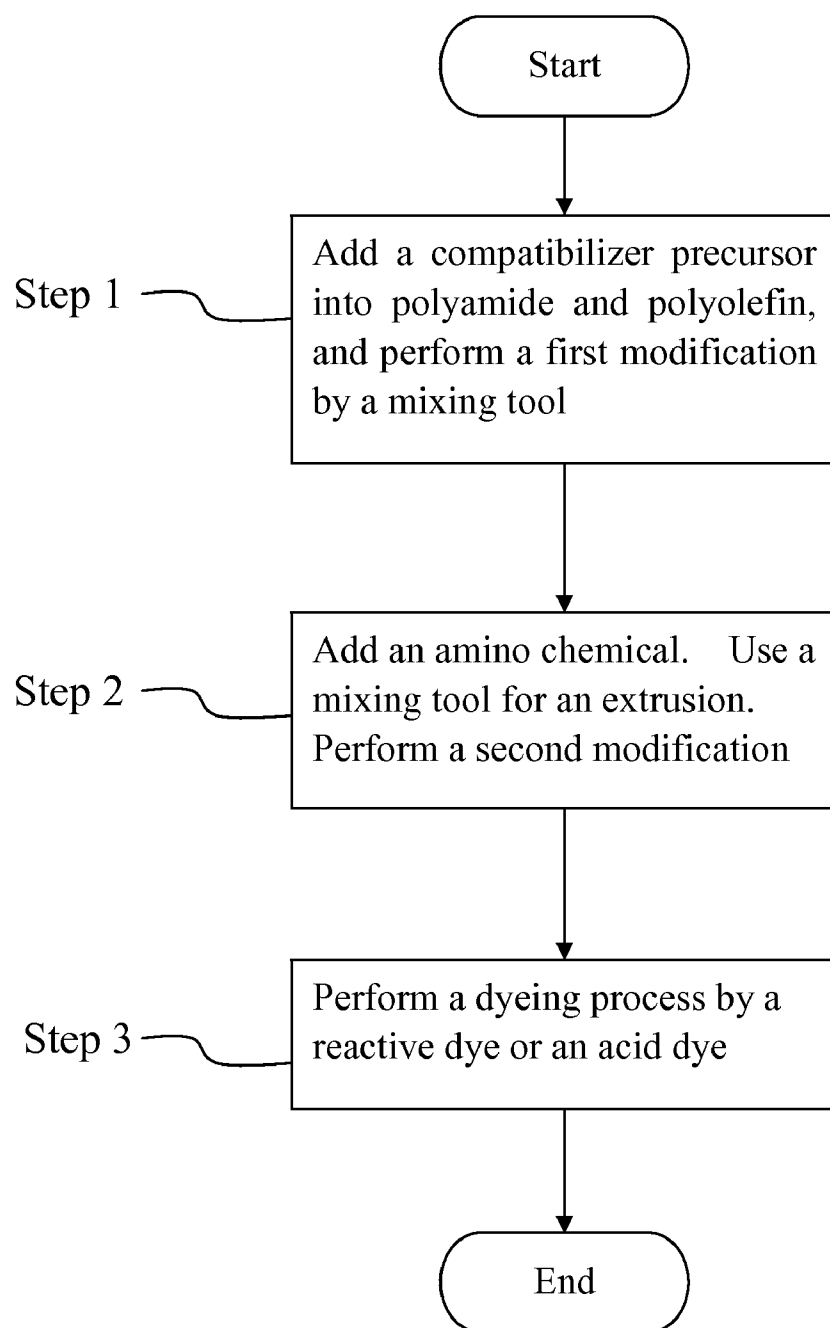 Start
Step 1
Add a compatibilizer precursor
into polyamide and polyolefin,
and perform a first modification
by a mixing tool
Step 2
Add an amino chemical. Use a
mixing tool for an extrusion.
Perform a second modification
Step 3
Perform a dyeing process by a
reactive dye or an acid dye
End